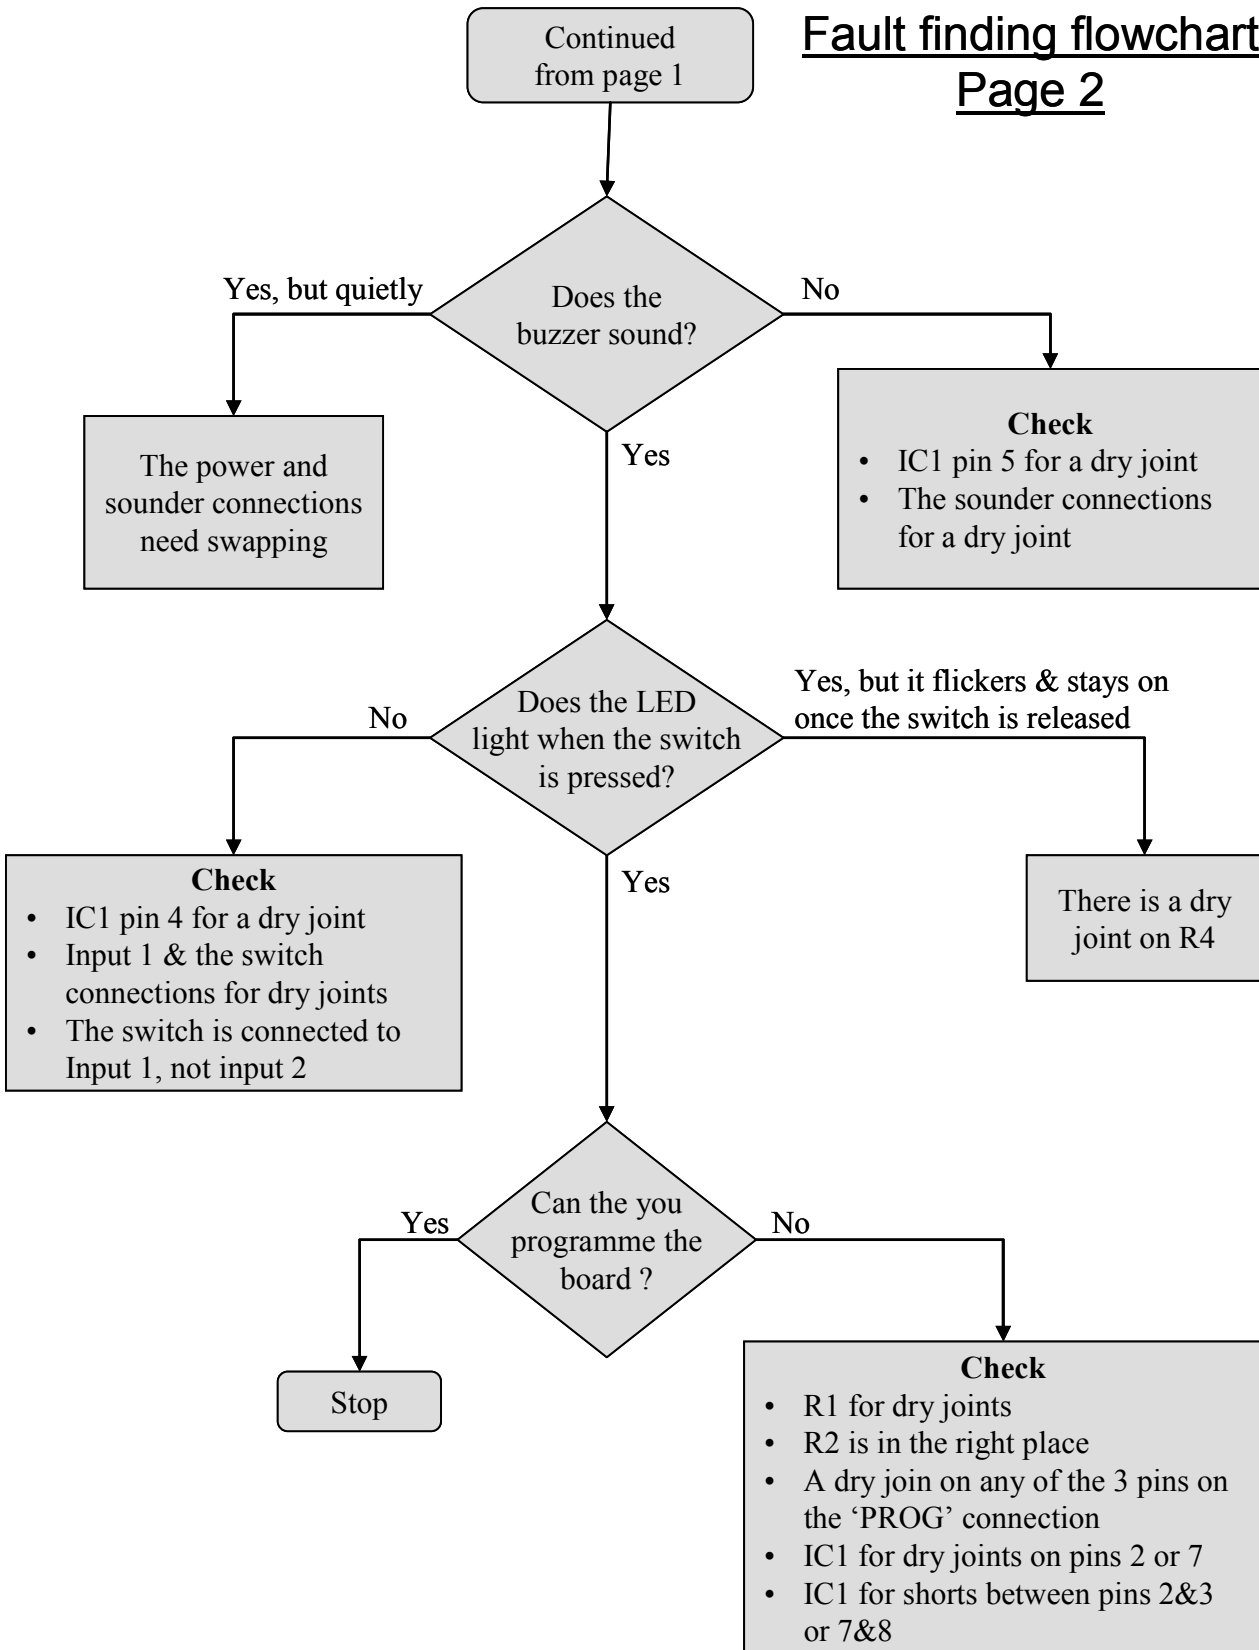 Fault finding flowchart
Page 2
Continued
from page 1
Does the
buzzer sound?
Yes, but quietly
No
Yes
The power and
sounder connections
need swapping
Check
• IC1 pin 5 for a dry joint
• The sounder connections
for a dry joint
Does the LED
light when the switch
is pressed?
No
Yes, but it flickers & stays on
once the switch is released
Yes
Check
• IC1 pin 4 for a dry joint
• Input 1 & the switch
connections for dry joints
• The switch is connected to
Input 1, not input 2
There is a dry
joint on R4
Can the you
programme the
board ?
Yes
No
Stop
Check
• R1 for dry joints
• R2 is in the right place
• A dry join on any of the 3 pins on
the ‘PROG’ connection
• IC1 for dry joints on pins 2 or 7
• IC1 for shorts between pins 2&3
or 7&8